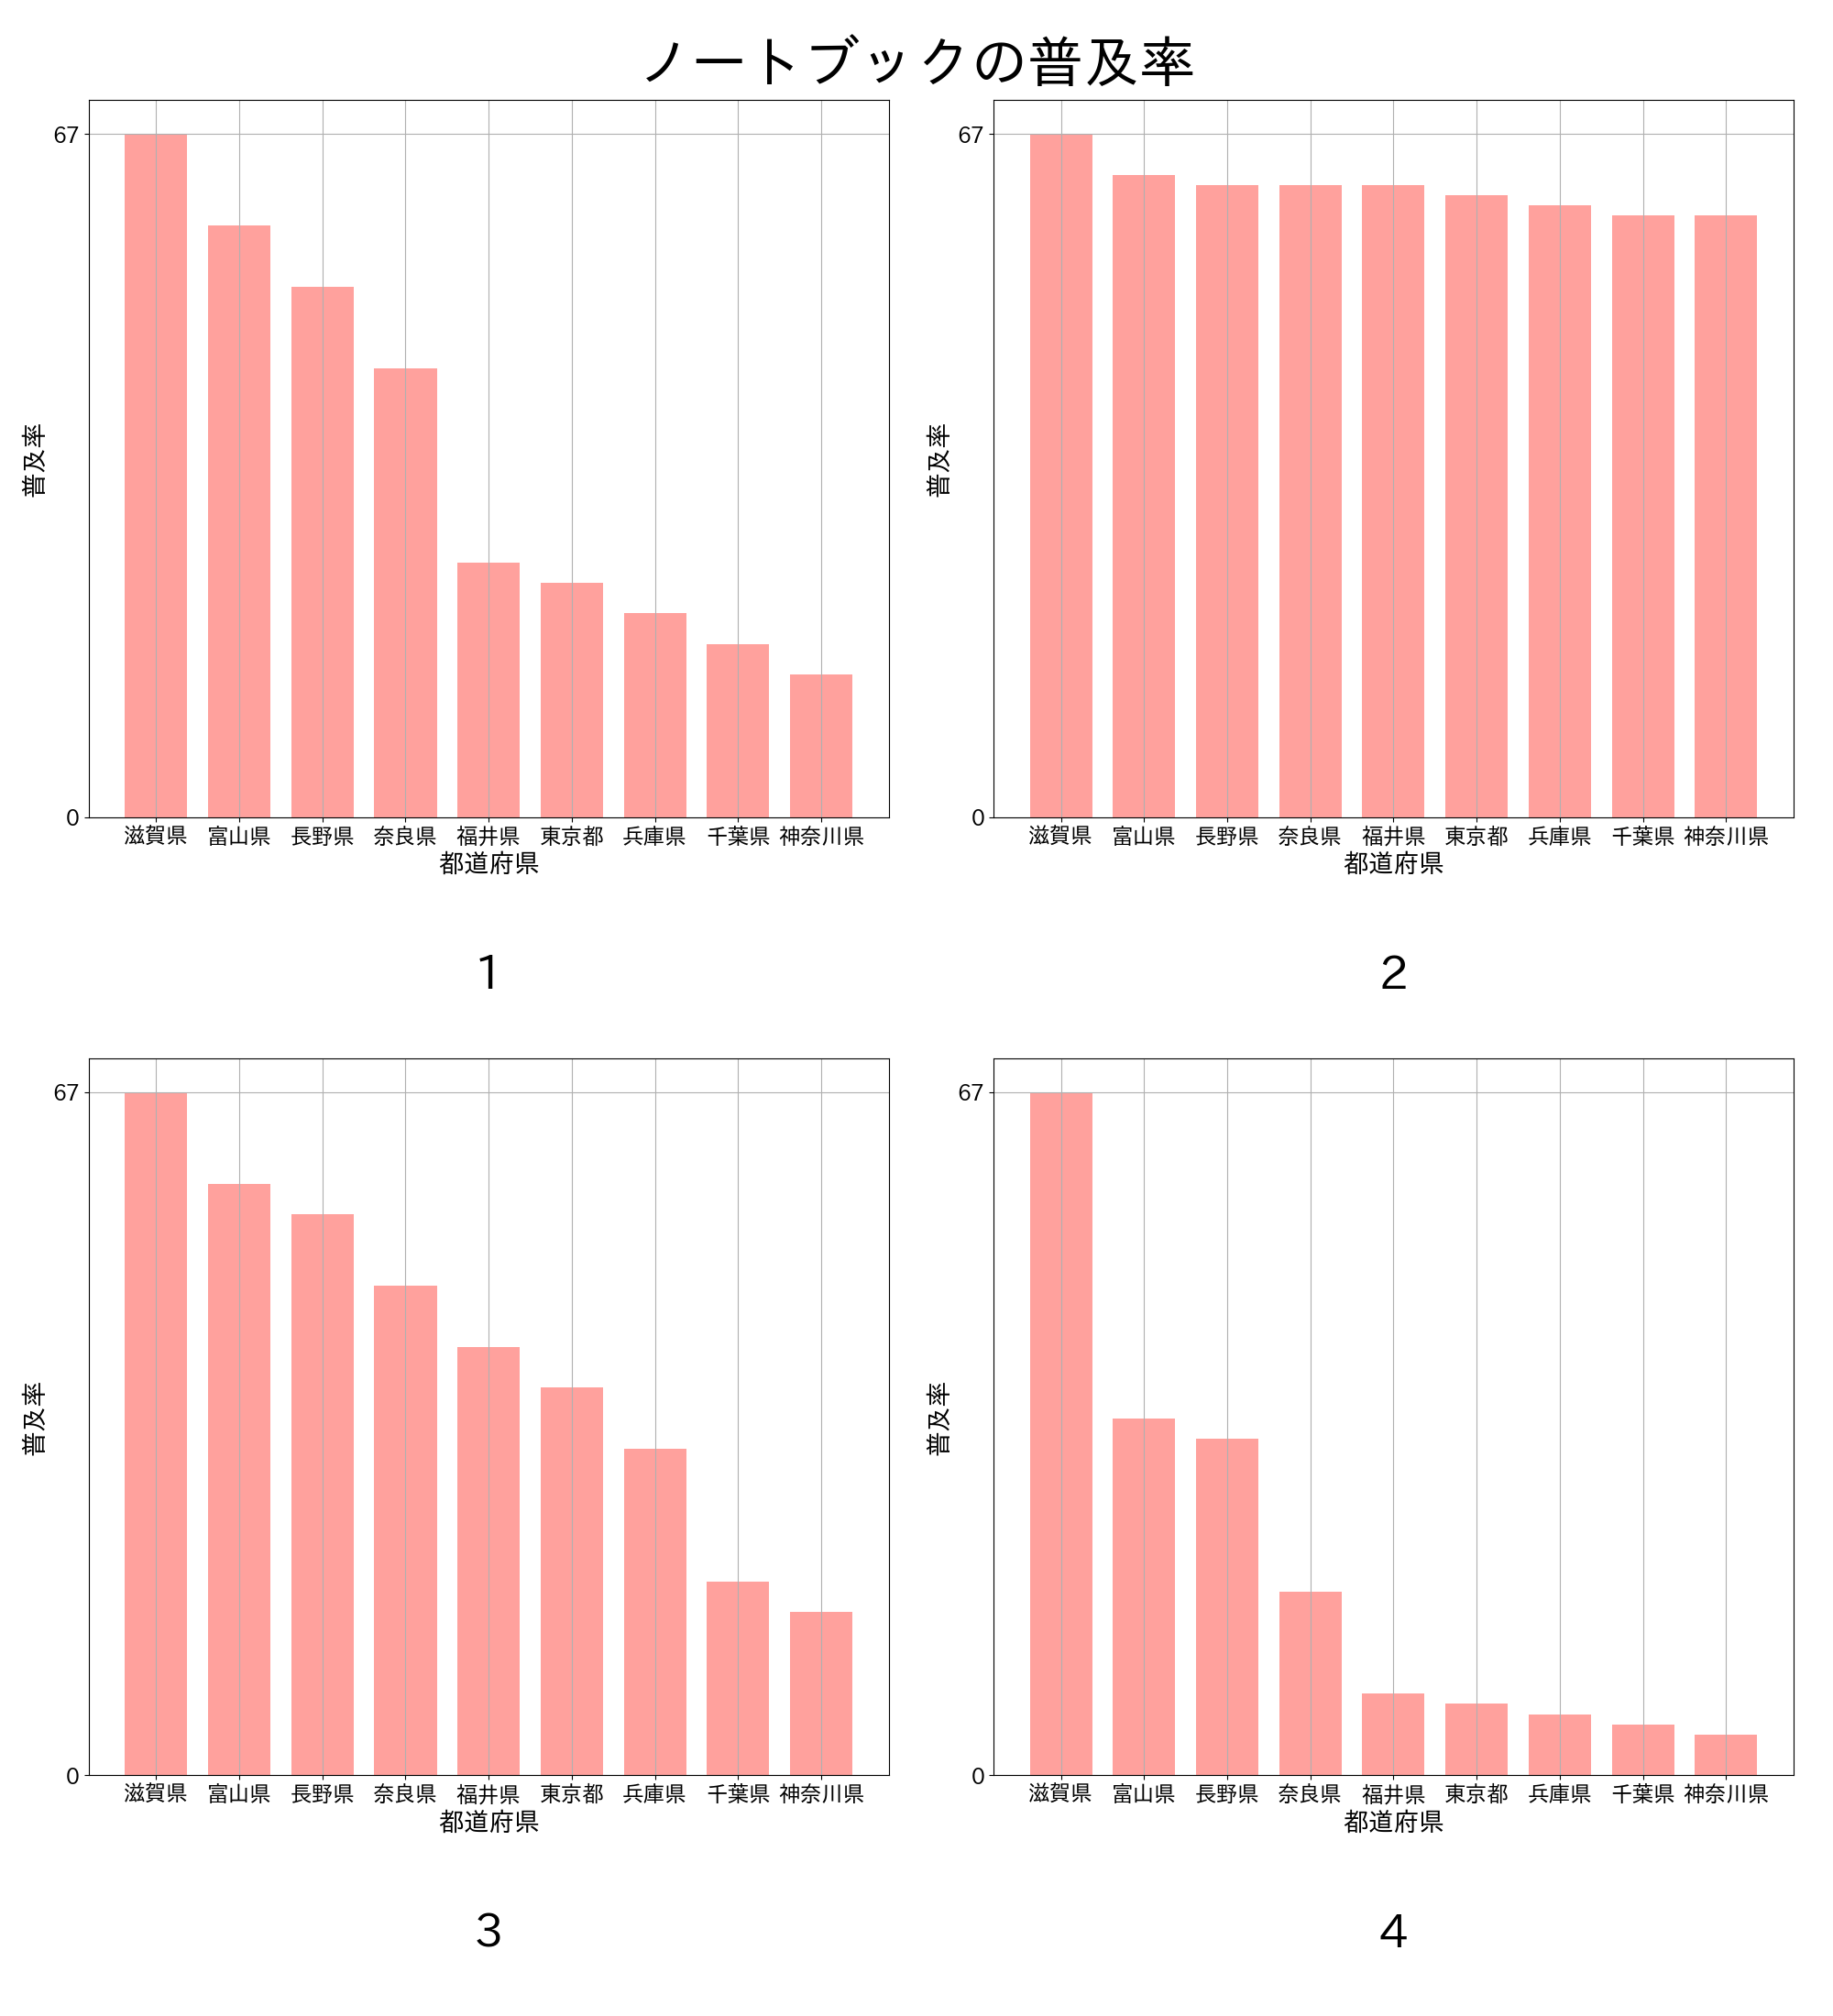 ノートブックの普及率
67
普及率
0
滋賀県 富山県 長野県 奈良県 福井県 東京都 兵庫県 千葉県 神奈川県
都道府県
1
67
普及率
0
滋賀県 富山県 長野県 奈良県 福井県 東京都 兵庫県 千葉県 神奈川県
都道府県
2
67
普及率
0
滋賀県 富山県 長野県 奈良県 福井県 東京都 兵庫県 千葉県 神奈川県
都道府県
3
67
普及率
0
滋賀県 富山県 長野県 奈良県 福井県 東京都 兵庫県 千葉県 神奈川県
都道府県
4